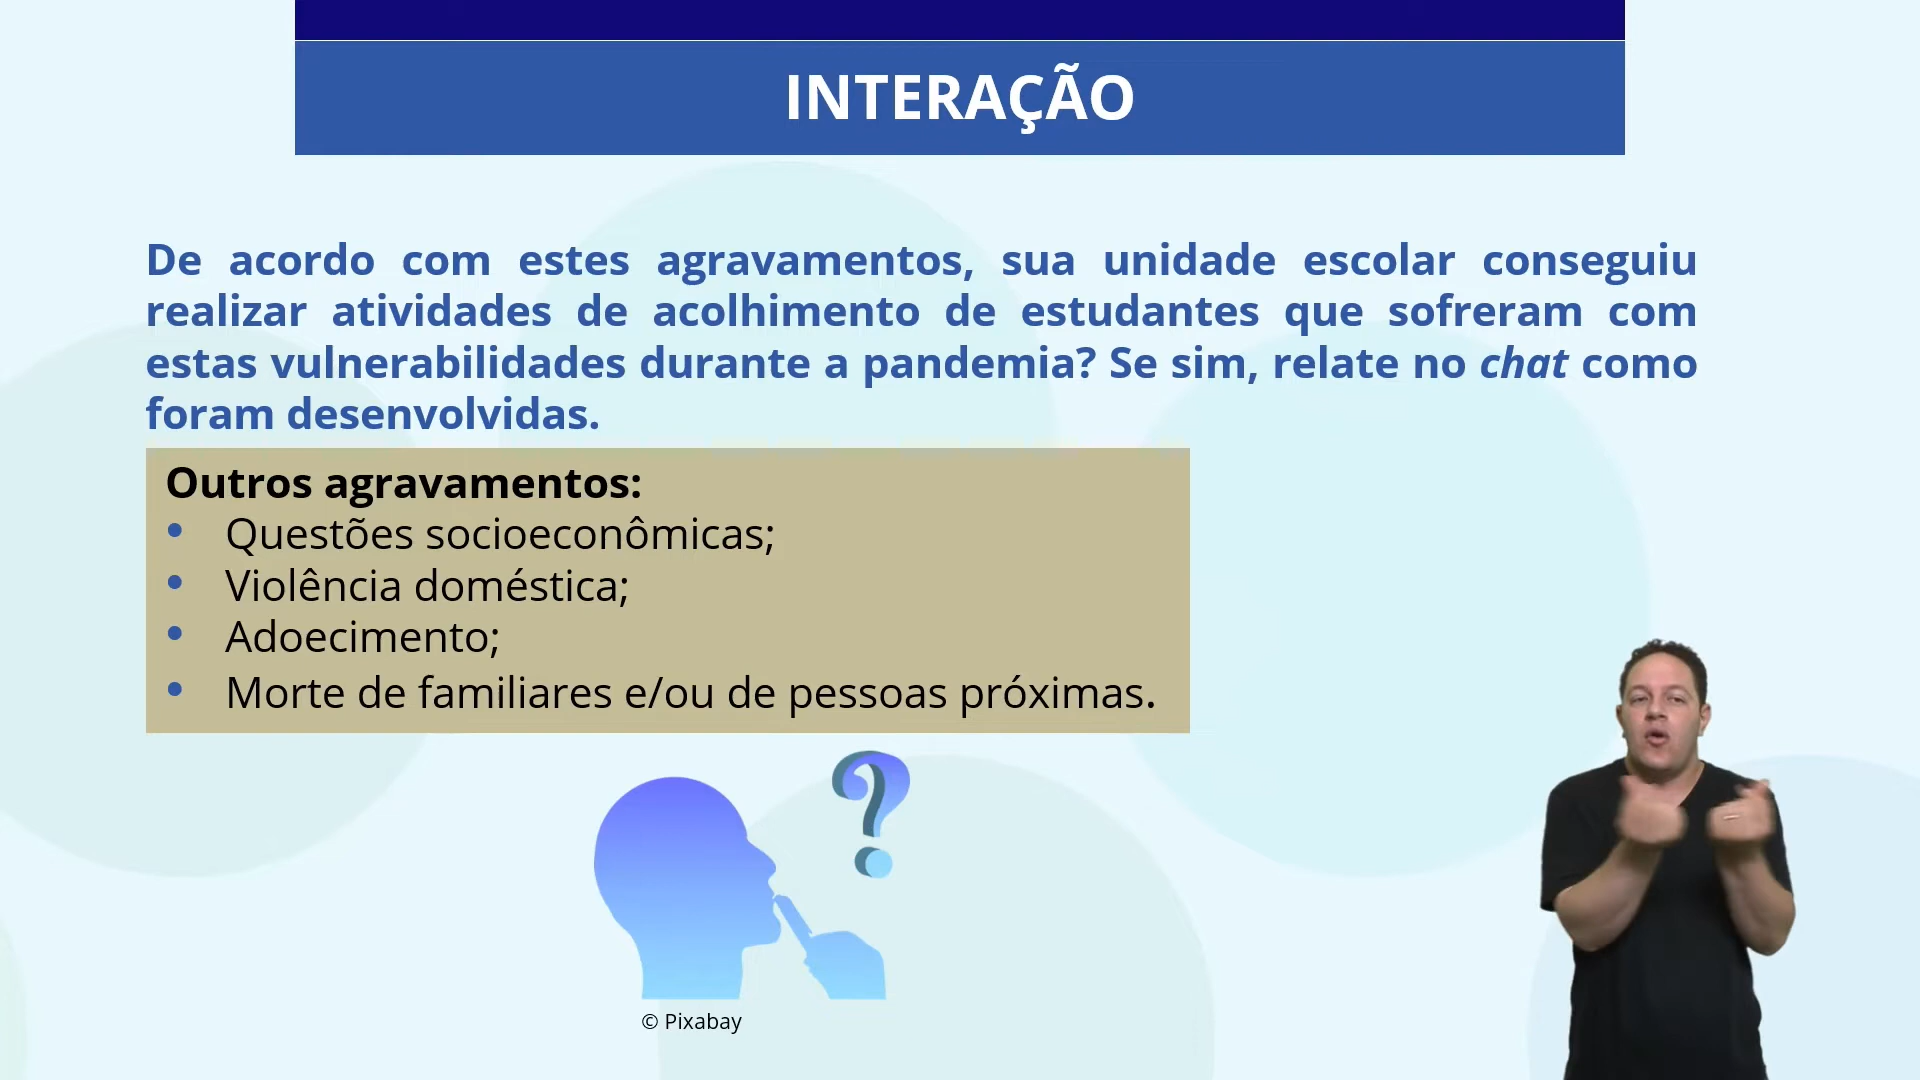 INTERAÇÃO
De acordo com estes agravamentos, sua unidade escolar conseguiu
realizar atividades de acolhimento de estudantes que sofreram com
estas vulnerabilidades durante a pandemia? Se sim, relate no chat como
foram desenvolvidas.
Outros agravamentos:
• Questões socioeconômicas;
• Violência doméstica;
• Adoecimento;
• Morte de familiares e/ou de pessoas próximas.
?
© Pixabay